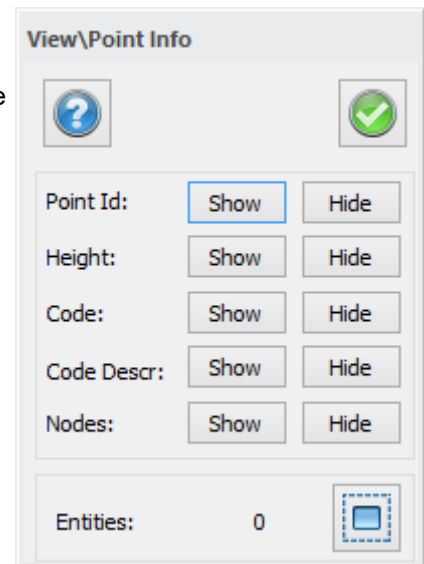 View\Point Info
e
Point Id: Show Hide
Height: Show Hide
Code: Show Hide
Code Descr: Show Hide
Nodes: Show Hide
Entities: 0